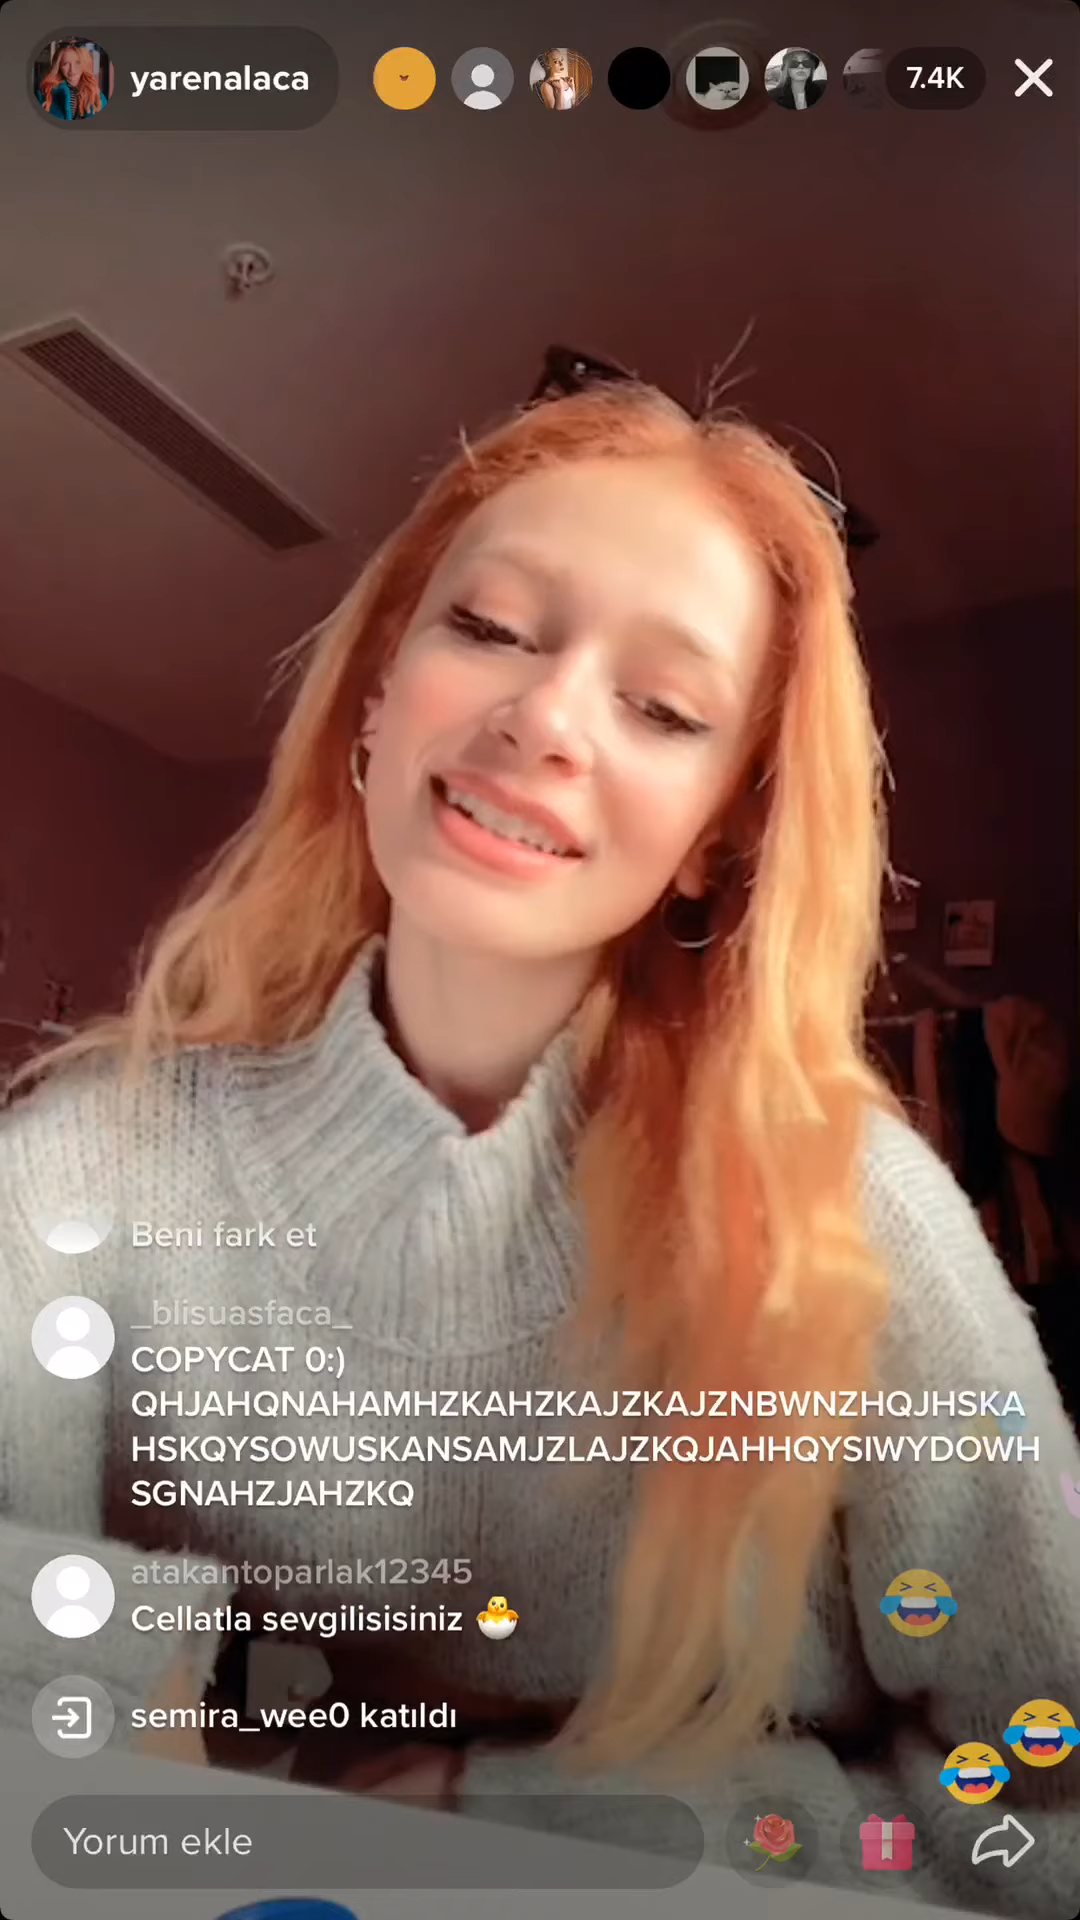 yarenalaca
7.4K
Beni fark et
_blisuasfaca_
COPYCAT 0:)
QHJAHQNAHAMHZKAHZKAJZKAJZNBWNZHQJHSKA
HSKQYSOWUSKANSAMJZLAJZKQJAHHQYSIWYDOWH
SGNAHZJAHZKQ
atakantoparlak12345
Cellatla sevgilisisiniz 🐣
semira_wee0 katıldı
Yorum ekle